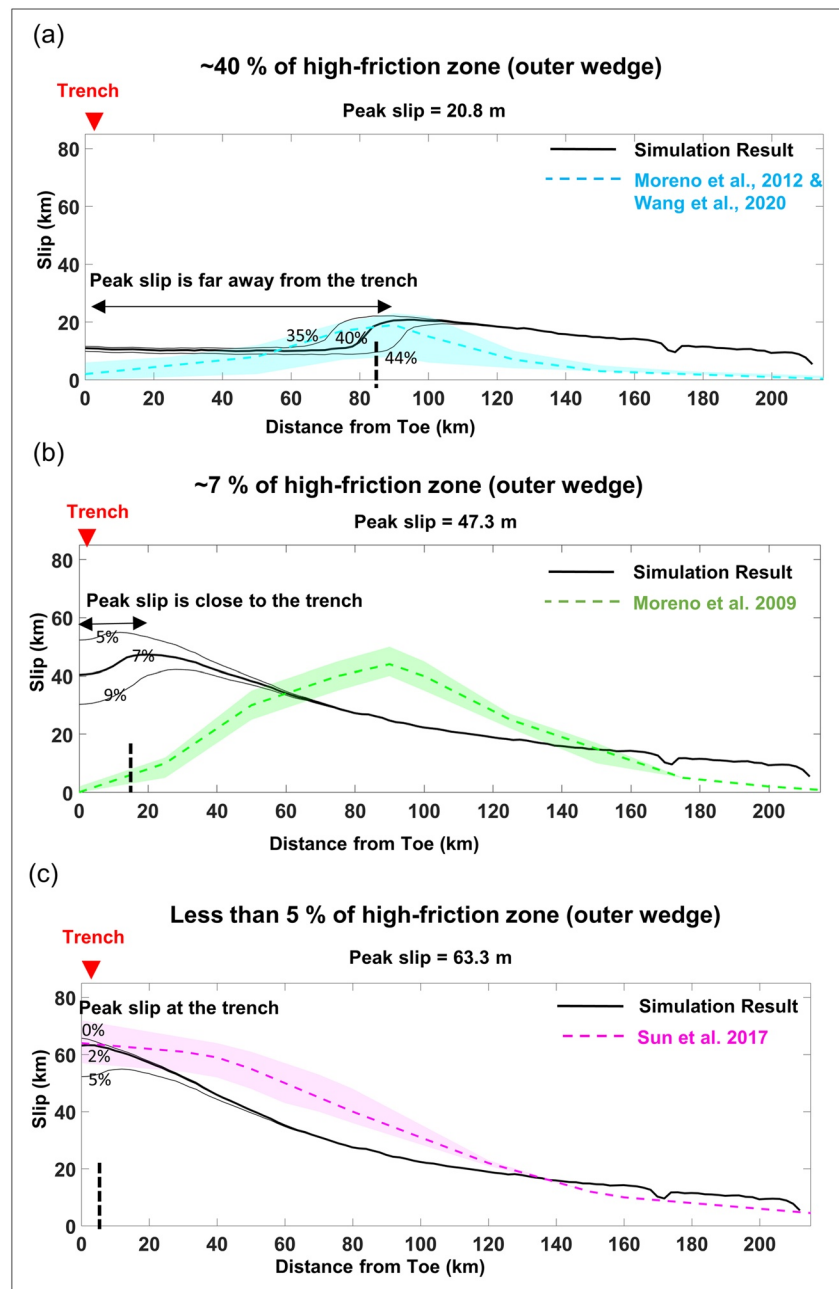 (a)
~40 % of high-friction zone (outer wedge)
Trench
Peak slip = 20.8 m
80
60
40
20
0
Slip (km)
Simulation Result
Moreno et al., 2012 &
Wang et al., 2020
Peak slip is far away from the trench
35%
40%
44%
0 20 40 60 80 100 120 140 160 180 200
Distance from Toe (km)
(b)
~7 % of high-friction zone (outer wedge)
Trench
Peak slip = 47.3 m
80
60
40
20
0
Slip (km)
Simulation Result
Moreno et al. 2009
Peak slip is close to the trench
5%
7%
9%
0 20 40 60 80 100 120 140 160 180 200
Distance from Toe (km)
(c)
Less than 5 % of high-friction zone (outer wedge)
Trench
Peak slip = 63.3 m
80
60
40
20
0
Slip (km)
Peak slip at the trench
Simulation Result
Sun et al. 2017
0%
2%
5%
0 20 40 60 80 100 120 140 160 180 200
Distance from Toe (km)